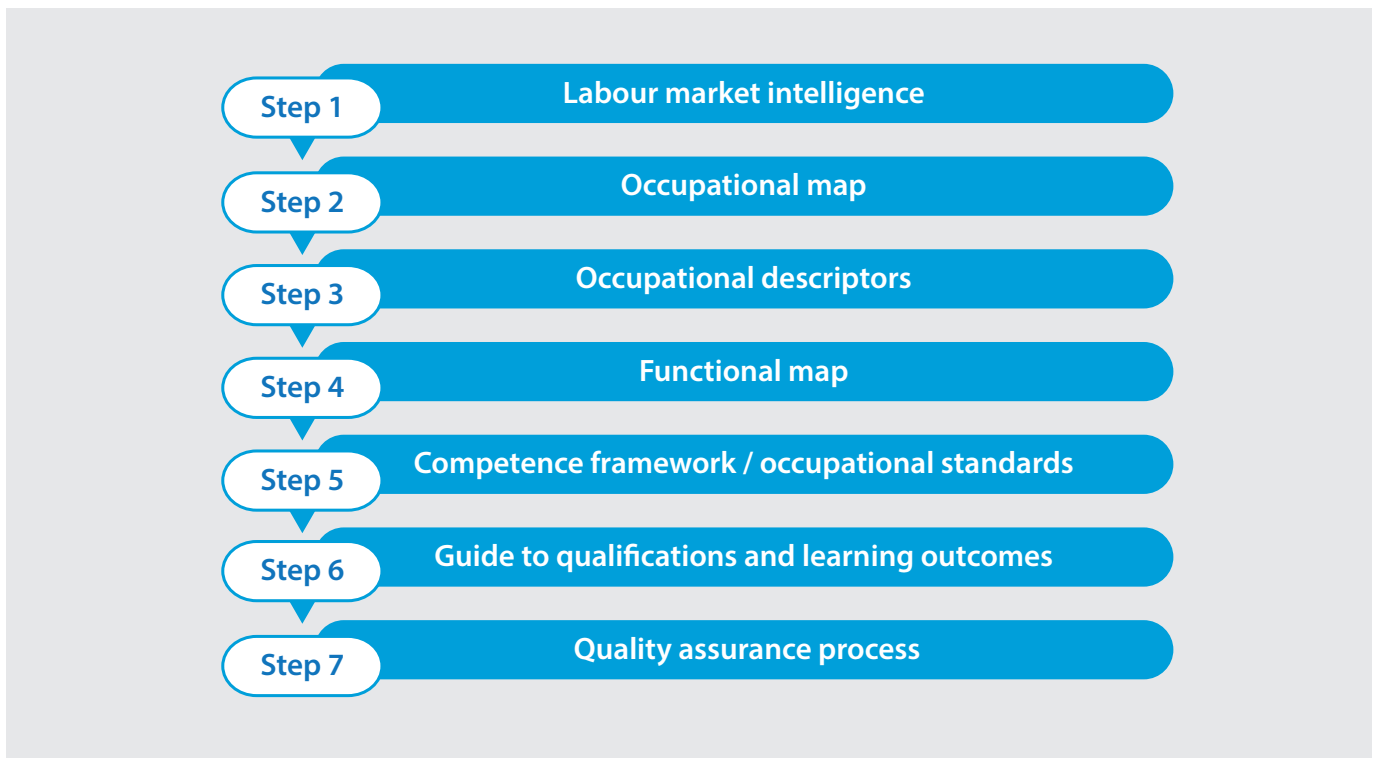 Step 1
Labour market intelligence
Step 2
Occupational map
Step 3
Occupational descriptors
Step 4
Functional map
Step 5
Competence framework / occupational standards
Step 6
Guide to qualifications and learning outcomes
Step 7
Quality assurance process